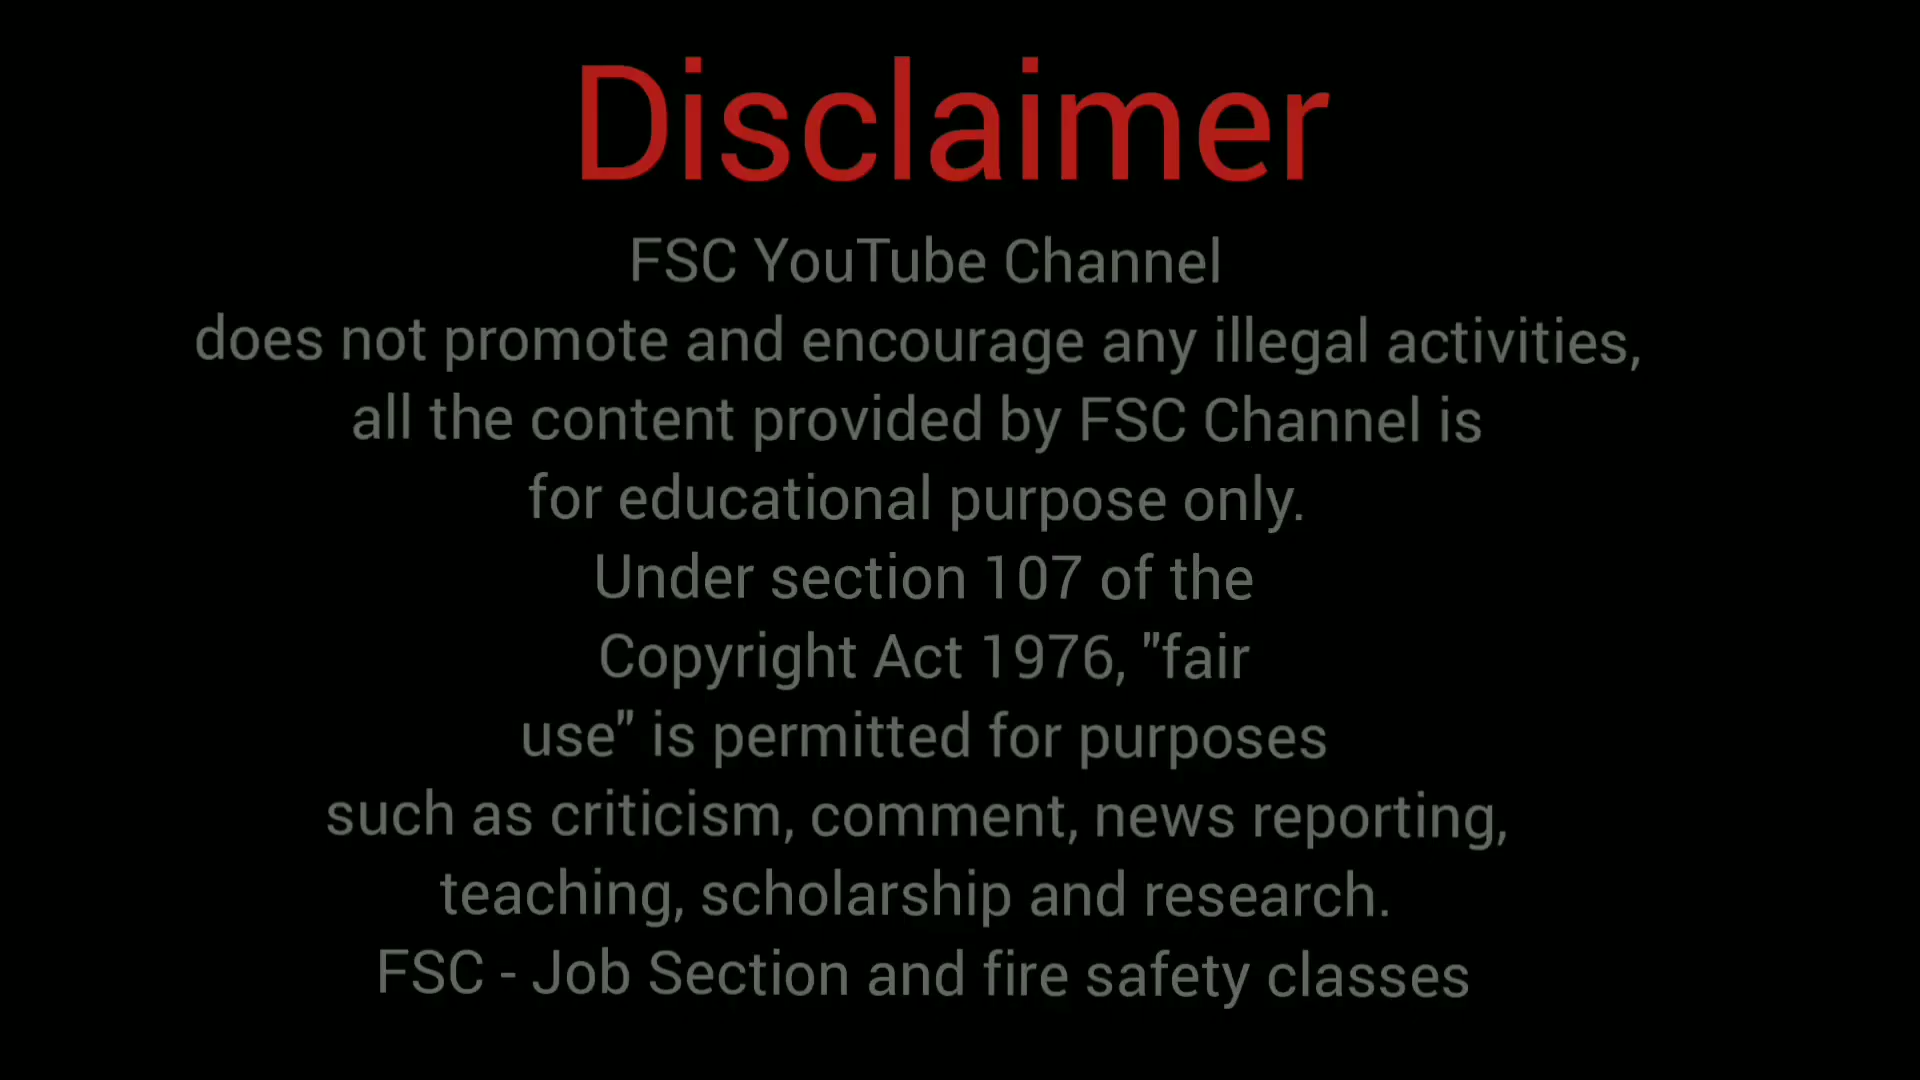 Disclaimer
FSC YouTube Channel
does not promote and encourage any illegal activities,
all the content provided by FSC Channel is
for educational purpose only.
Under section 107 of the
Copyright Act 1976, "fair
use" is permitted for purposes
such as criticism, comment, news reporting,
teaching, scholarship and research.
FSC - Job Section and fire safety classes